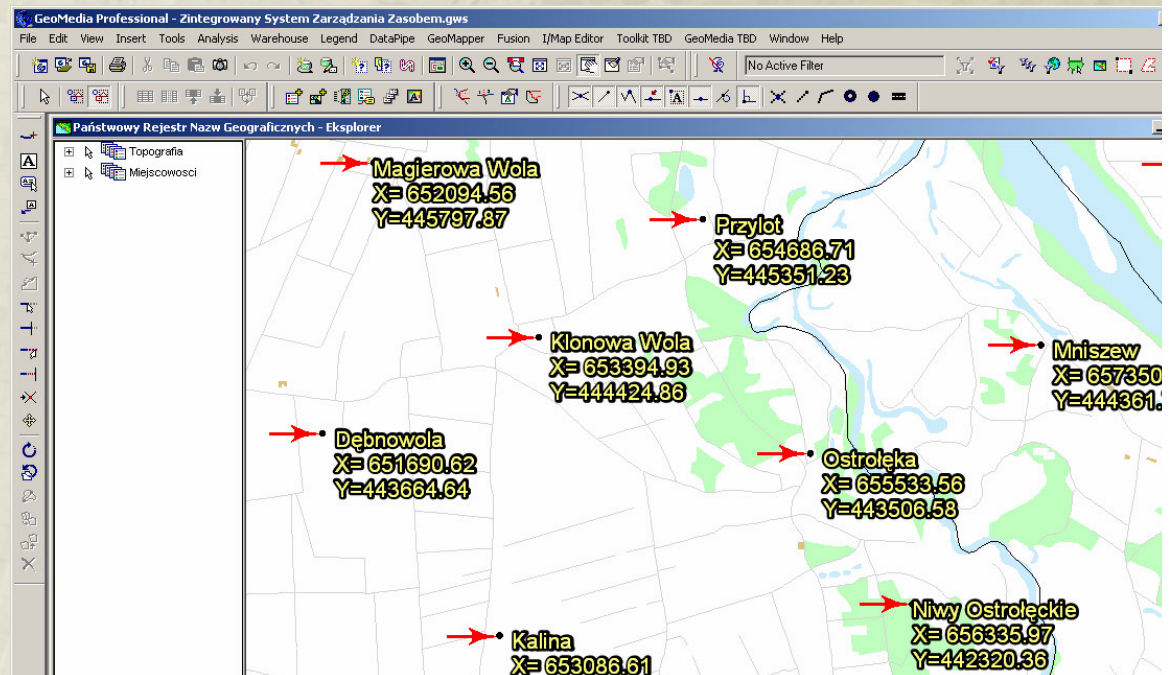 GeoMedia Professional - Zintegrowany System Zarządzania Zasobem.gws
File Edit View Insert Tools Analysis Warehouse Legend DataPipe GeoMapper Fusion I/Map Editor Toolkit TBD GeoMedia TBD Window Help
No Active Filter
Państwowy Rejestr Nazw Geograficznych - Eksplorer
Topografia
Miejscowosci
Magierowa Wola
X= 652094.56
Y=445797.87
Przylot
X= 654686.71
Y=445351.23
Klonowa Wola
X= 653394.93
Y=444424.86
Mniszew
X= 657350
Y=444361.
Dębnowola
X= 651690.62
Y=443664.64
Ostrołęka
X= 655533.56
Y=443506.58
Niwy Ostrołęckie
X= 656335.97
Y=442320.36
Kalina
X= 653086.61